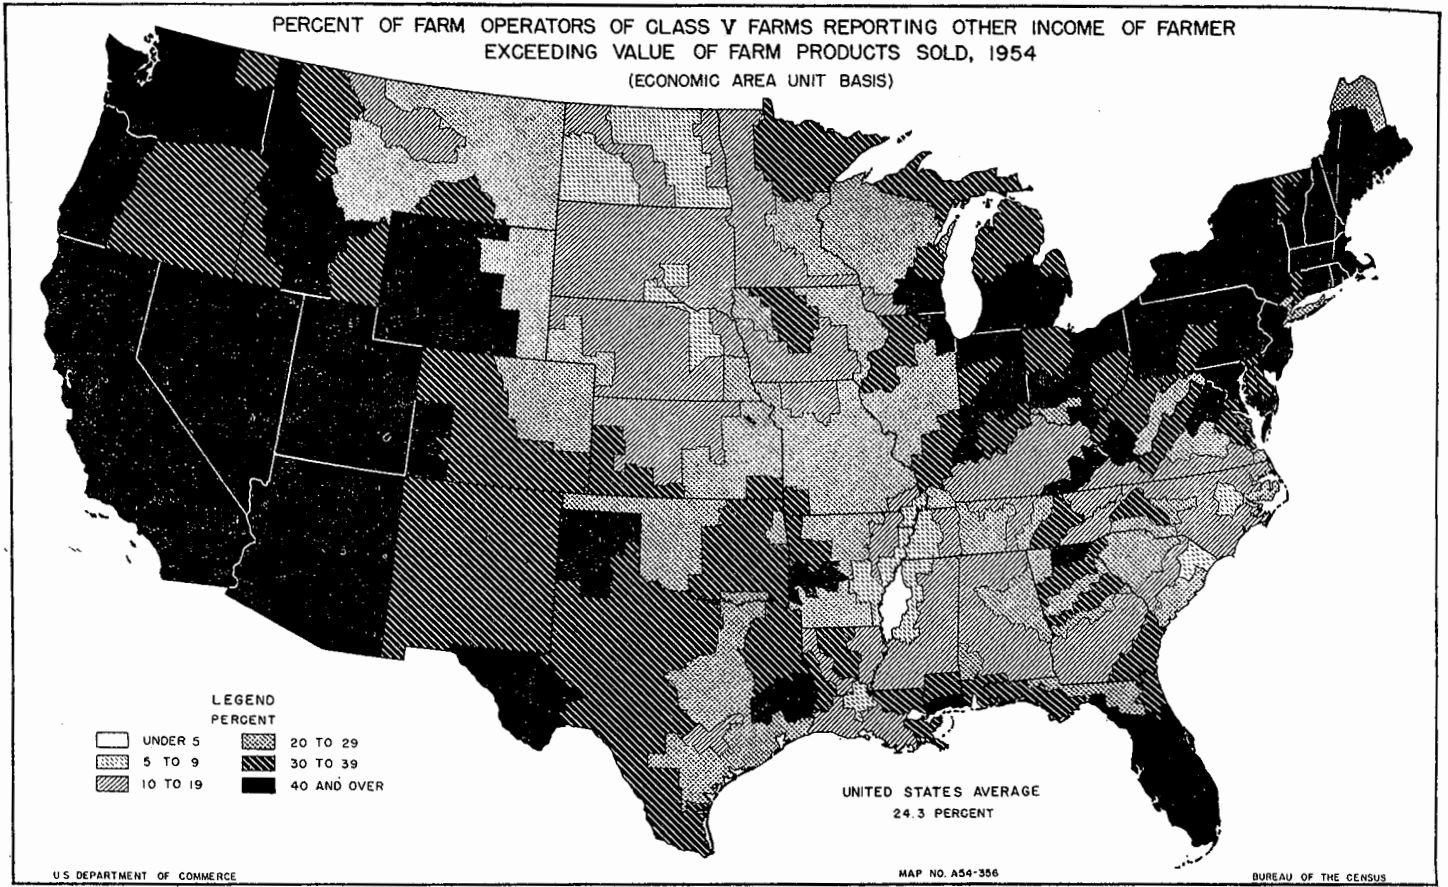 PERCENT OF FARM OPERATORS OF CLASS V FARMS REPORTING OTHER INCOME OF FARMER
EXCEEDING VALUE OF FARM PRODUCTS SOLD, 1954
(ECONOMIC AREA UNIT BASIS)
LEGEND
PERCENT
UNDER 5
5 TO 9
10 TO 19
20 TO 29
30 TO 39
40 AND OVER
UNITED STATES AVERAGE
24.3 PERCENT
U S DEPARTMENT OF COMMERCE
MAP NO. A54-356
BUREAU OF THE CENSUS